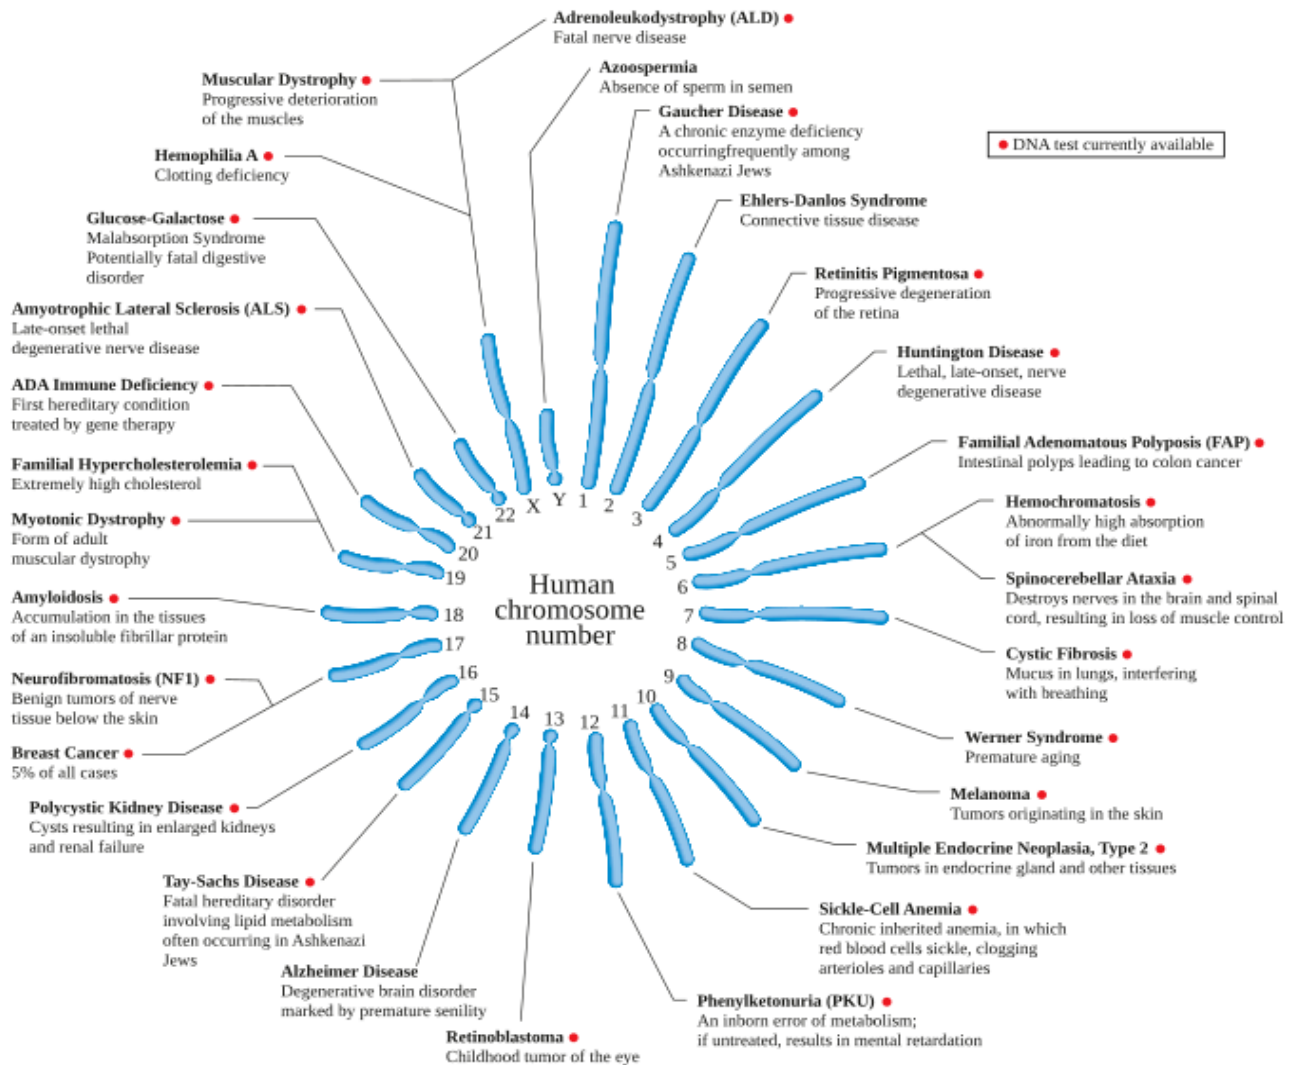 Adrenoleukodystrophy (ALD)
Fatal nerve disease
Azoospermia
Absence of sperm in semen
Gaucher Disease
A chronic enzyme deficiency
occurringfrequently among
Ashkenazi Jews
DNA test currently available
Ehlers-Danlos Syndrome
Connective tissue disease
Retinitis Pigmentosa
Progressive degeneration
of the retina
Huntington Disease
Lethal, late-onset, nerve
degenerative disease
Familial Adenomatous Polyposis (FAP)
Intestinal polyps leading to colon cancer
Hemochromatosis
Abnormally high absorption
of iron from the diet
Spinocerebellar Ataxia
Destroys nerves in the brain and spinal
cord, resulting in loss of muscle control
Cystic Fibrosis
Mucus in lungs, interfering
with breathing
Werner Syndrome
Premature aging
Melanoma
Tumors originating in the skin
Multiple Endocrine Neoplasia, Type 2
Tumors in endocrine gland and other tissues
Sickle-Cell Anemia
Chronic inherited anemia, in which
red blood cells sickle, clogging
arterioles and capillaries
Phenylketonuria (PKU)
An inborn error of metabolism;
if untreated, results in mental retardation
Retinoblastoma
Childhood tumor of the eye
Alzheimer Disease
Degenerative brain disorder
marked by premature senility
Tay-Sachs Disease
Fatal hereditary disorder
involving lipid metabolism
often occurring in Ashkenazi
Jews
Polycystic Kidney Disease
Cysts resulting in enlarged kidneys
and renal failure
Breast Cancer
5% of all cases
Neurofibromatosis (NF1)
Benign tumors of nerve
tissue below the skin
Amyloidosis
Accumulation in the tissues
of an insoluble fibrillar protein
Myotonic Dystrophy
Form of adult
muscular dystrophy
Familial Hypercholesterolemia
Extremely high cholesterol
ADA Immune Deficiency
First hereditary condition
treated by gene therapy
Amyotrophic Lateral Sclerosis (ALS)
Late-onset lethal
degenerative nerve disease
Glucose-Galactose
Malabsorption Syndrome
Potentially fatal digestive
disorder
Hemophilia A
Clotting deficiency
Muscular Dystrophy
Progressive deterioration
of the muscles
Human
chromosome
number
1
2
3
4
5
6
7
8
9
10
11
12
13
14
15
16
17
18
19
20
21
22
X
Y